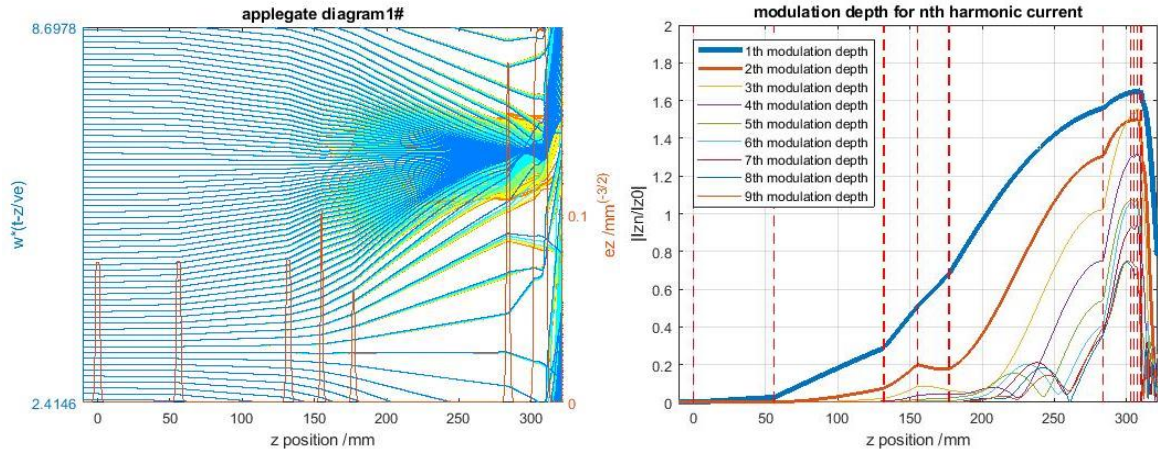 applegate diagram1#
8.6978
2.4146
w*(t-z/ve)
0.1
0
ez /mm^(-3/2)
0 50 100 150 200 250 300
z position /mm
modulation depth for nth harmonic current
2
1.8
1.6
1.4
1.2
1
0.8
0.6
0.4
0.2
0
|Izn/Iz0|
1th modulation depth
2th modulation depth
3th modulation depth
4th modulation depth
5th modulation depth
6th modulation depth
7th modulation depth
8th modulation depth
9th modulation depth
0 50 100 150 200 250 300
z position /mm